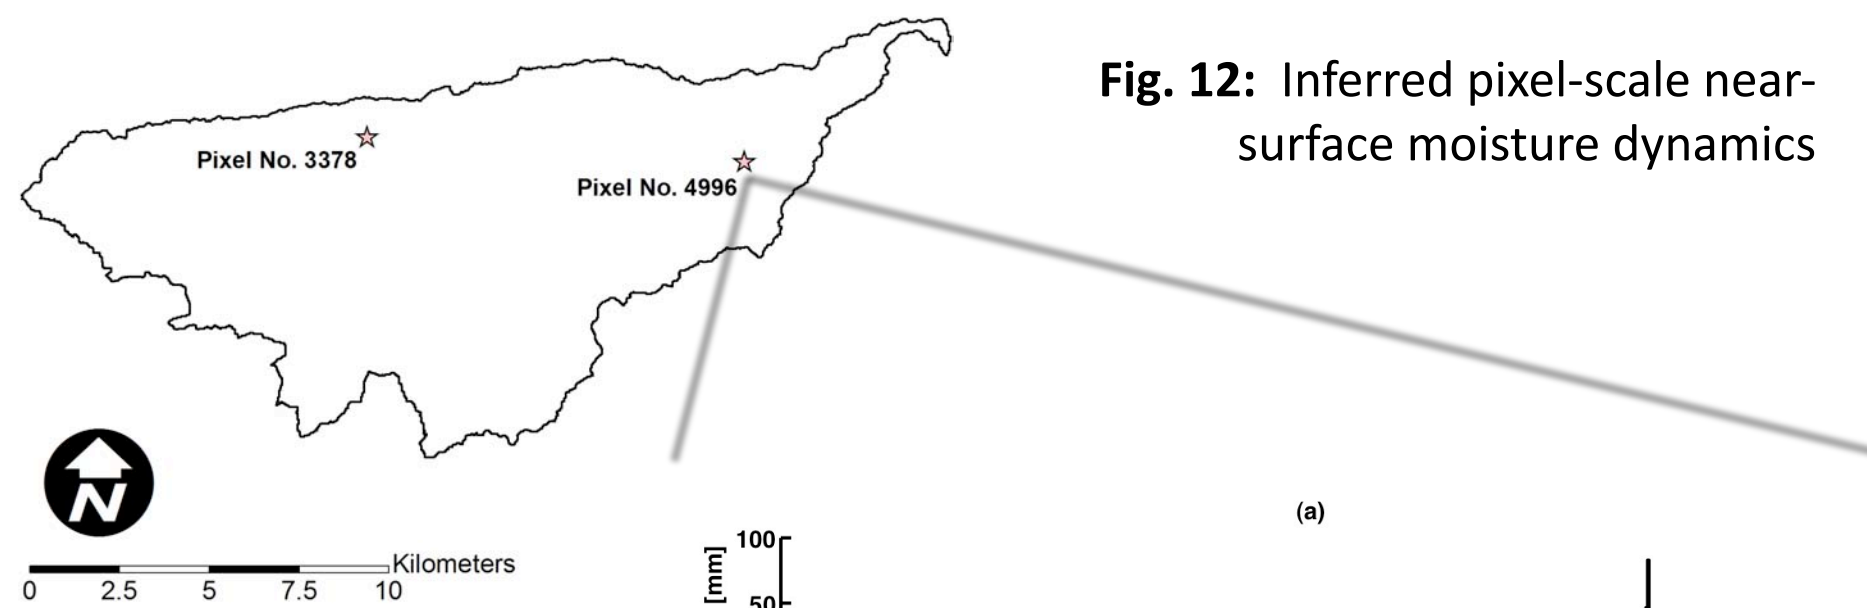 Fig. 12: Inferred pixel-scale near-
surface moisture dynamics
Pixel No. 3378
Pixel No. 4996
N
Kilometers
0 2.5 5 7.5 10
(a)
[mm]
100
50